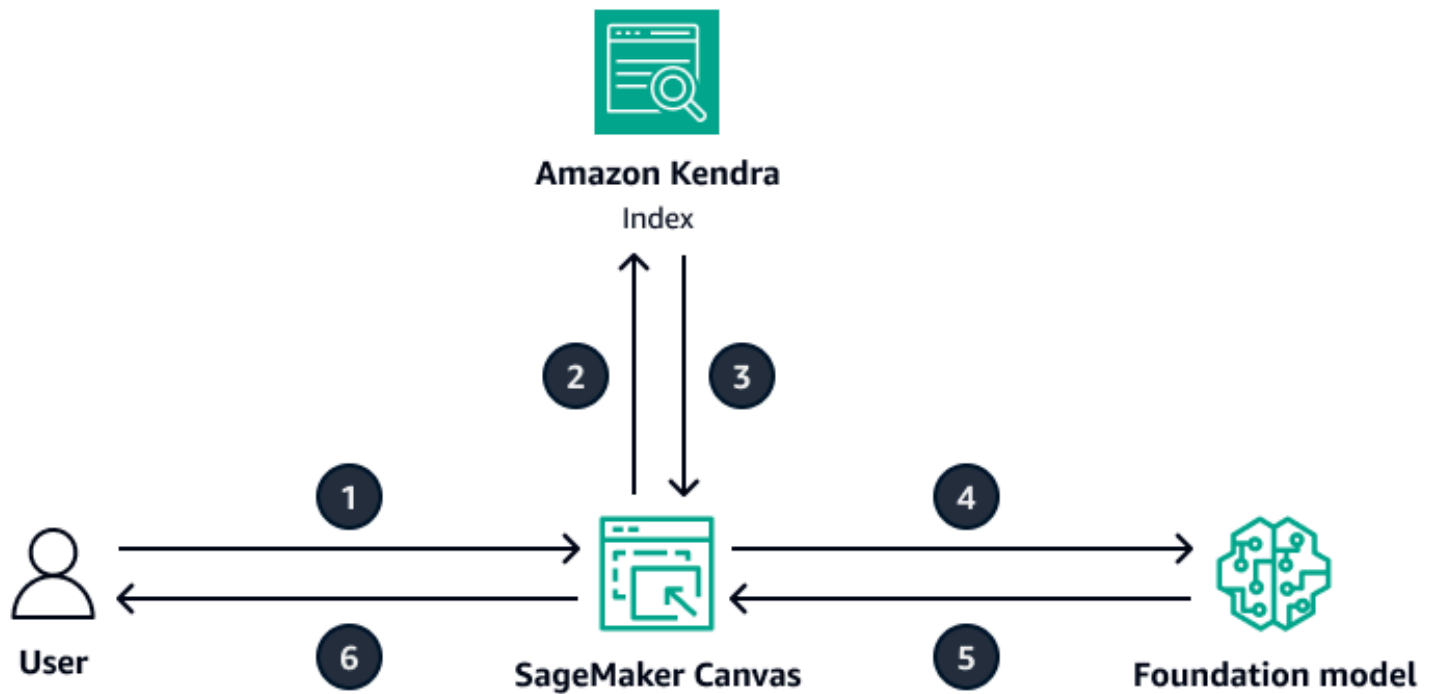 Amazon Kendra
Index
2
3
1
4
User
6
SageMaker Canvas
5
Foundation model